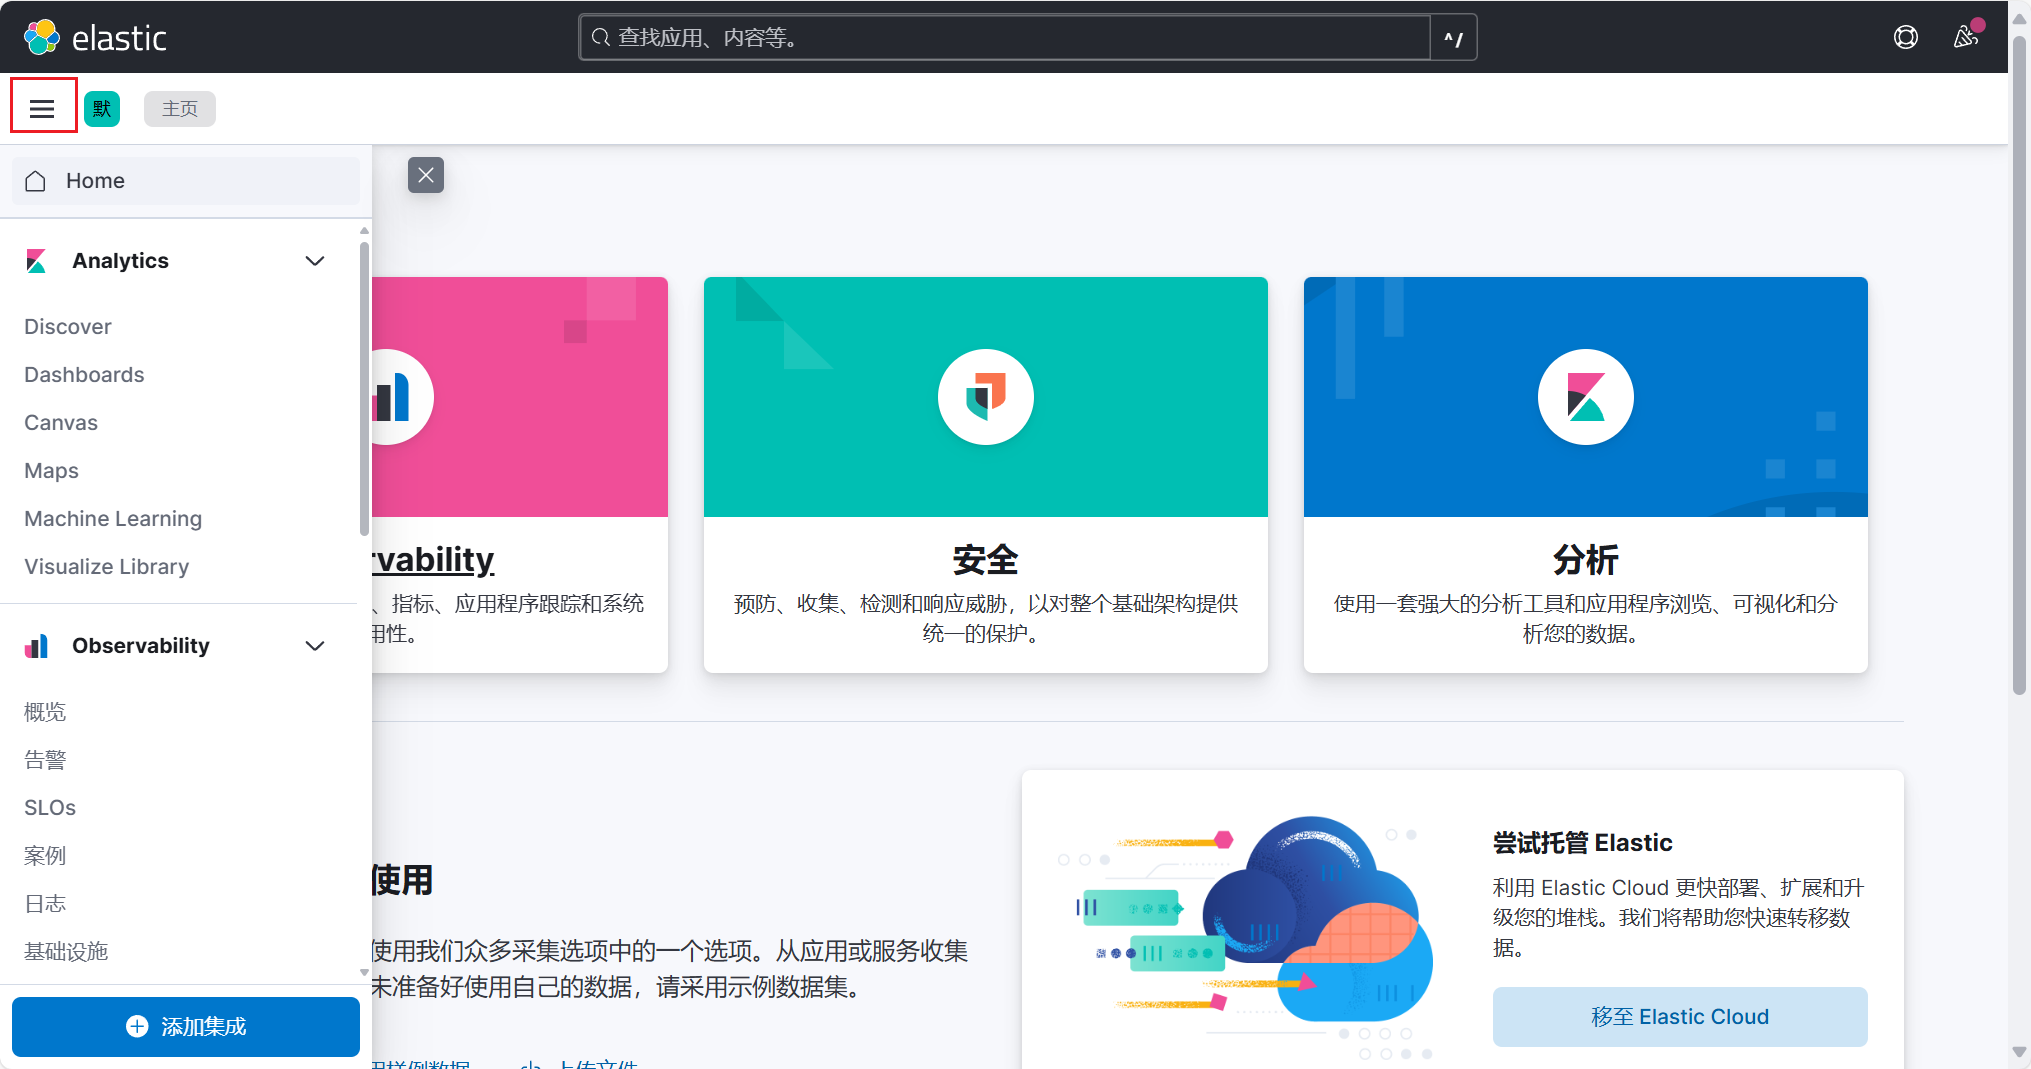 elastic
查找应用、内容等。
^/
默
主页
Home
Analytics
Discover
Dashboards
Canvas
Maps
Machine Learning
Visualize Library
Observability
概览
告警
SLOs
案例
日志
基础设施
添加集成
rvability
、指标、应用程序跟踪和系统
用性。
安全
预防、收集、检测和响应威胁，以对整个基础架构提供
统一的保护。
分析
使用一套强大的分析工具和应用程序浏览、可视化和分
析您的数据。
使用
使用我们众多采集选项中的一个选项。从应用或服务收集
未准备好使用自己的数据，请采用示例数据集。
用样例数据
上传文件
尝试托管 Elastic
利用 Elastic Cloud 更快部署、扩展和升
级您的堆栈。我们将帮助您快速转移数
据。
移至 Elastic Cloud